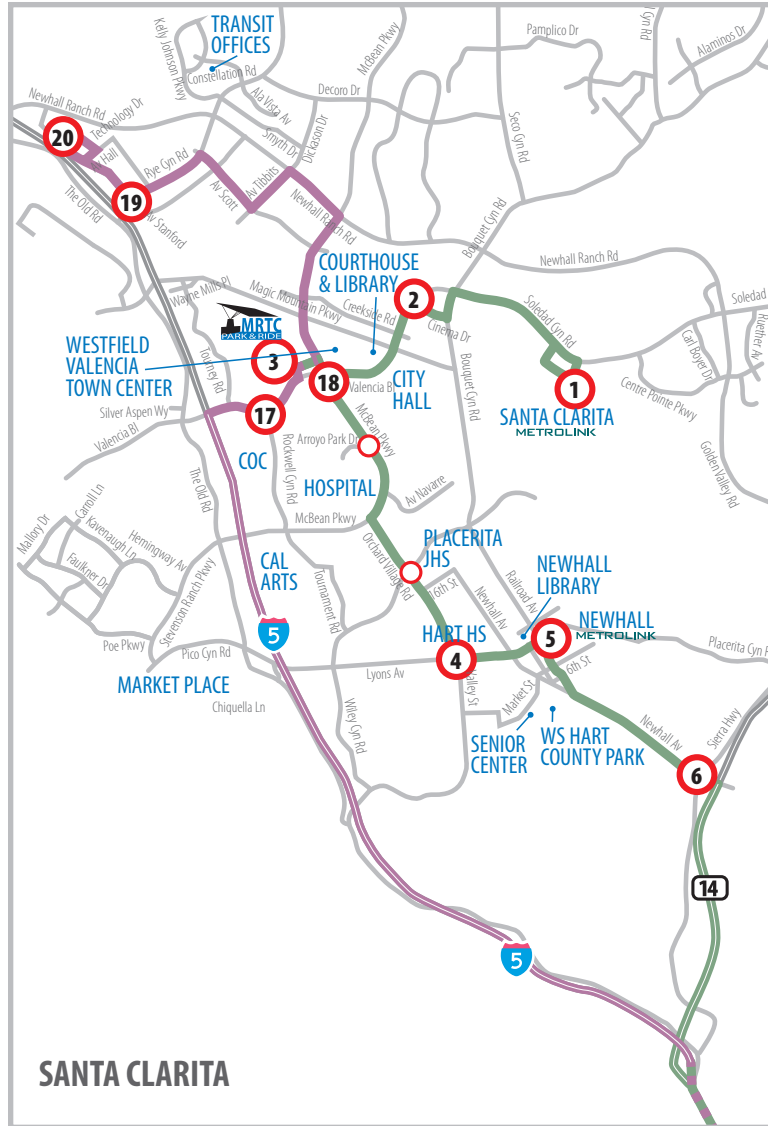 TRANSIT
OFFICES
Kelly Johnson Pkwy
Constellation Rd
McBean Pkwy
Pamplico Dr
Alaminos Dr
Newhall Ranch Rd
Technology Dr
Decoro Dr
Ala Vista Av
Smyth Dr
Dickason Dr
Seco Cyn Rd
20
Hall
Rye Cyn Rd
Av Tibbits
Av Scott
19
Av Stanford
The Old Rd
Newhall Ranch Rd
Bouquet Cyn Rd
Newhall Ranch Rd
COURTHOUSE
& LIBRARY
Wayne Mills Pl
Magic Mountain Pkwy
Creekside Rd
2
Cinema Dr
Soledad Cyn Rd
Soledad
Ruether Av
Carl Boyer Dr
MRTC
PARK & RIDE
WESTFIELD
VALENCIA
TOWN CENTER
3
18
Valencia Bl
CITY
HALL
Bouquet Cyn Rd
1
Centre Pointe Pkwy
SANTA CLARITA
METROLINK
Tourney Rd
Silver Aspen Wy
Valencia Bl
17
McBean Pkwy
Arroyo Park Dr
COC
Rockwell Cyn Rd
Golden Valley Rd
The Old Rd
HOSPITAL
Av Navarre
McBean Pkwy
Mallory Dr
Carroll Ln
Kavenaugh Ln
Hemingway Av
Faulkner Dr
Stevenson Ranch Pkwy
CAL
ARTS
Orchard Village Rd
PLACERITA
JHS
16th St
Railroad Av
NEWHALL
LIBRARY
Tournament Rd
Newhall Av
NEWHALL
METROLINK
5
HART HS
5
Poe Pkwy
Pico Cyn Rd
4
6th St
Placerita Cyn
Lyons Av
MARKET PLACE
Chiquella Ln
Valley St
Market St
Wiley Cyn Rd
SENIOR
CENTER
WS HART
COUNTY PARK
Newhall Av
Sierra Hwy
6
14
5
SANTA CLARITA